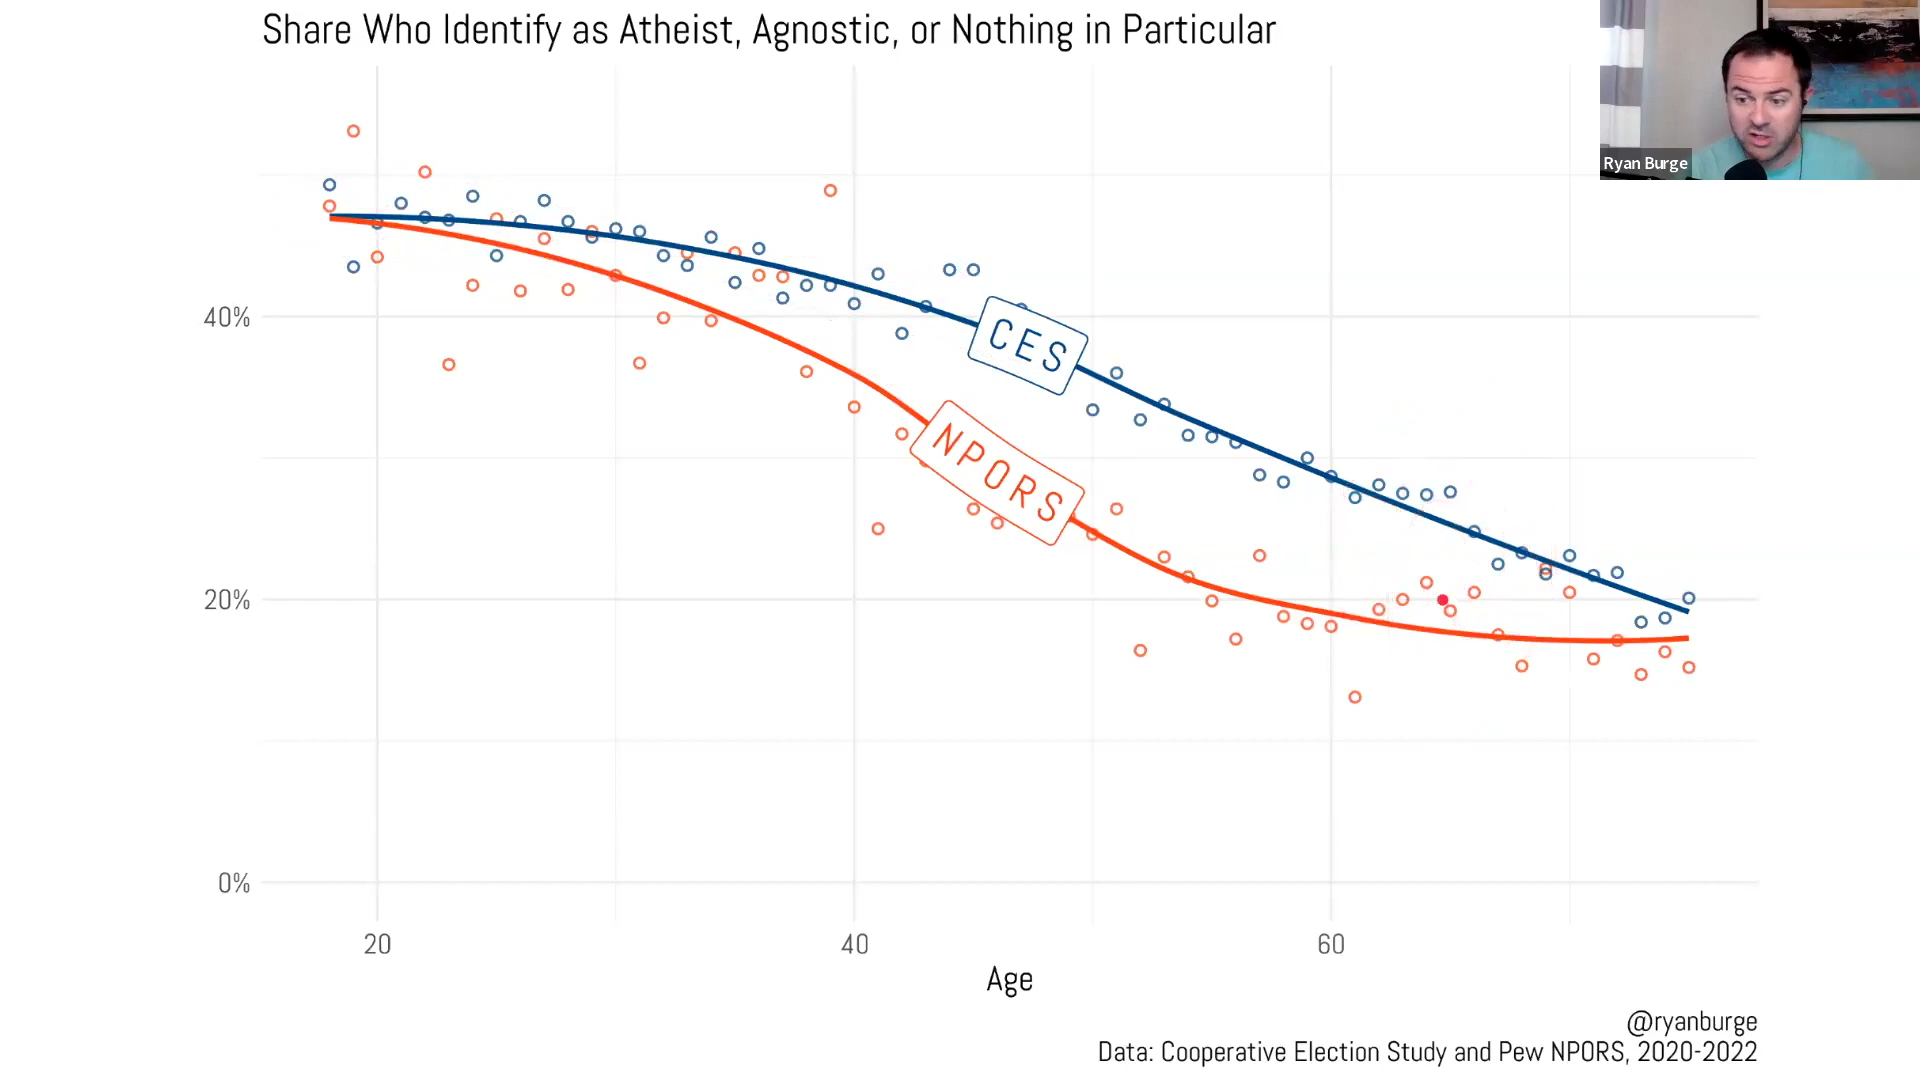 Share Who Identify as Atheist, Agnostic, or Nothing in Particular
Ryan Burge
CES
40%
NPORS
20%
0%
20 40 60
Age
@ryanburge
Data: Cooperative Election Study and Pew NPORS, 2020-2022